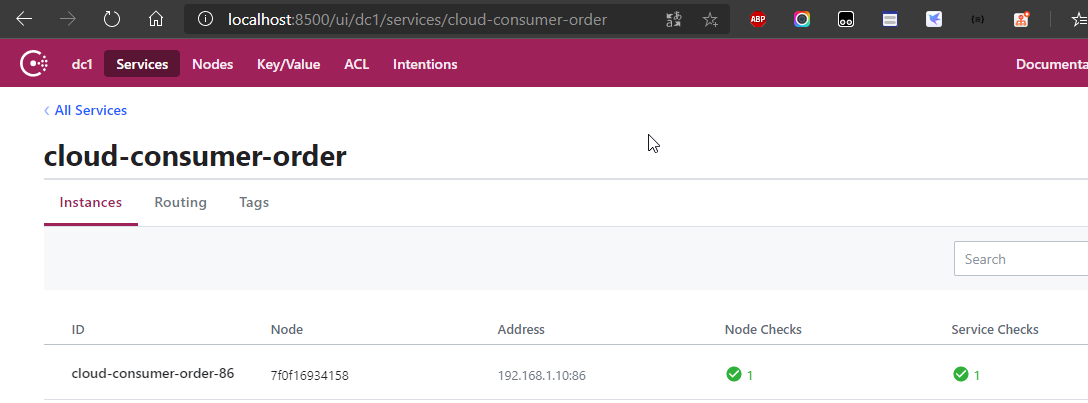 localhost:8500/ui/dc1/services/cloud-consumer-order
ABP
dc1 Services Nodes Key/Value ACL Intentions Documenta
All Services
cloud-consumer-order
Instances Routing Tags
Search
ID Node Address Node Checks Service Checks
cloud-consumer-order-86 7f0f16934158 192.168.1.10:86 1 1